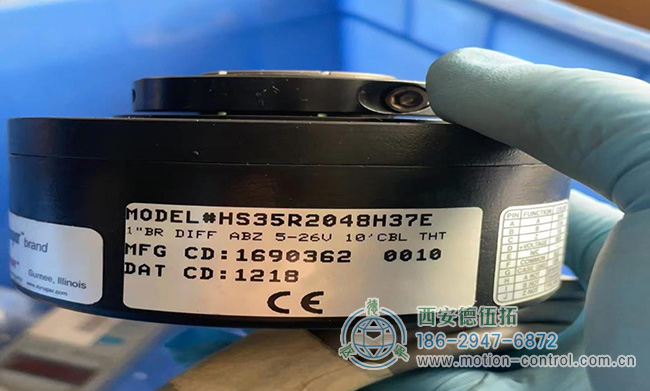 MODEL#HS35R2048H37E
1"BR DIFF ABZ 5-26V 10'CBL THT
MFG CD:1690362 0010
DAT CD:1218
CE
brand
Gurnee, Illinois
PIN
西安德伍拓
186-2947-6872
www.motion-control.com.cn